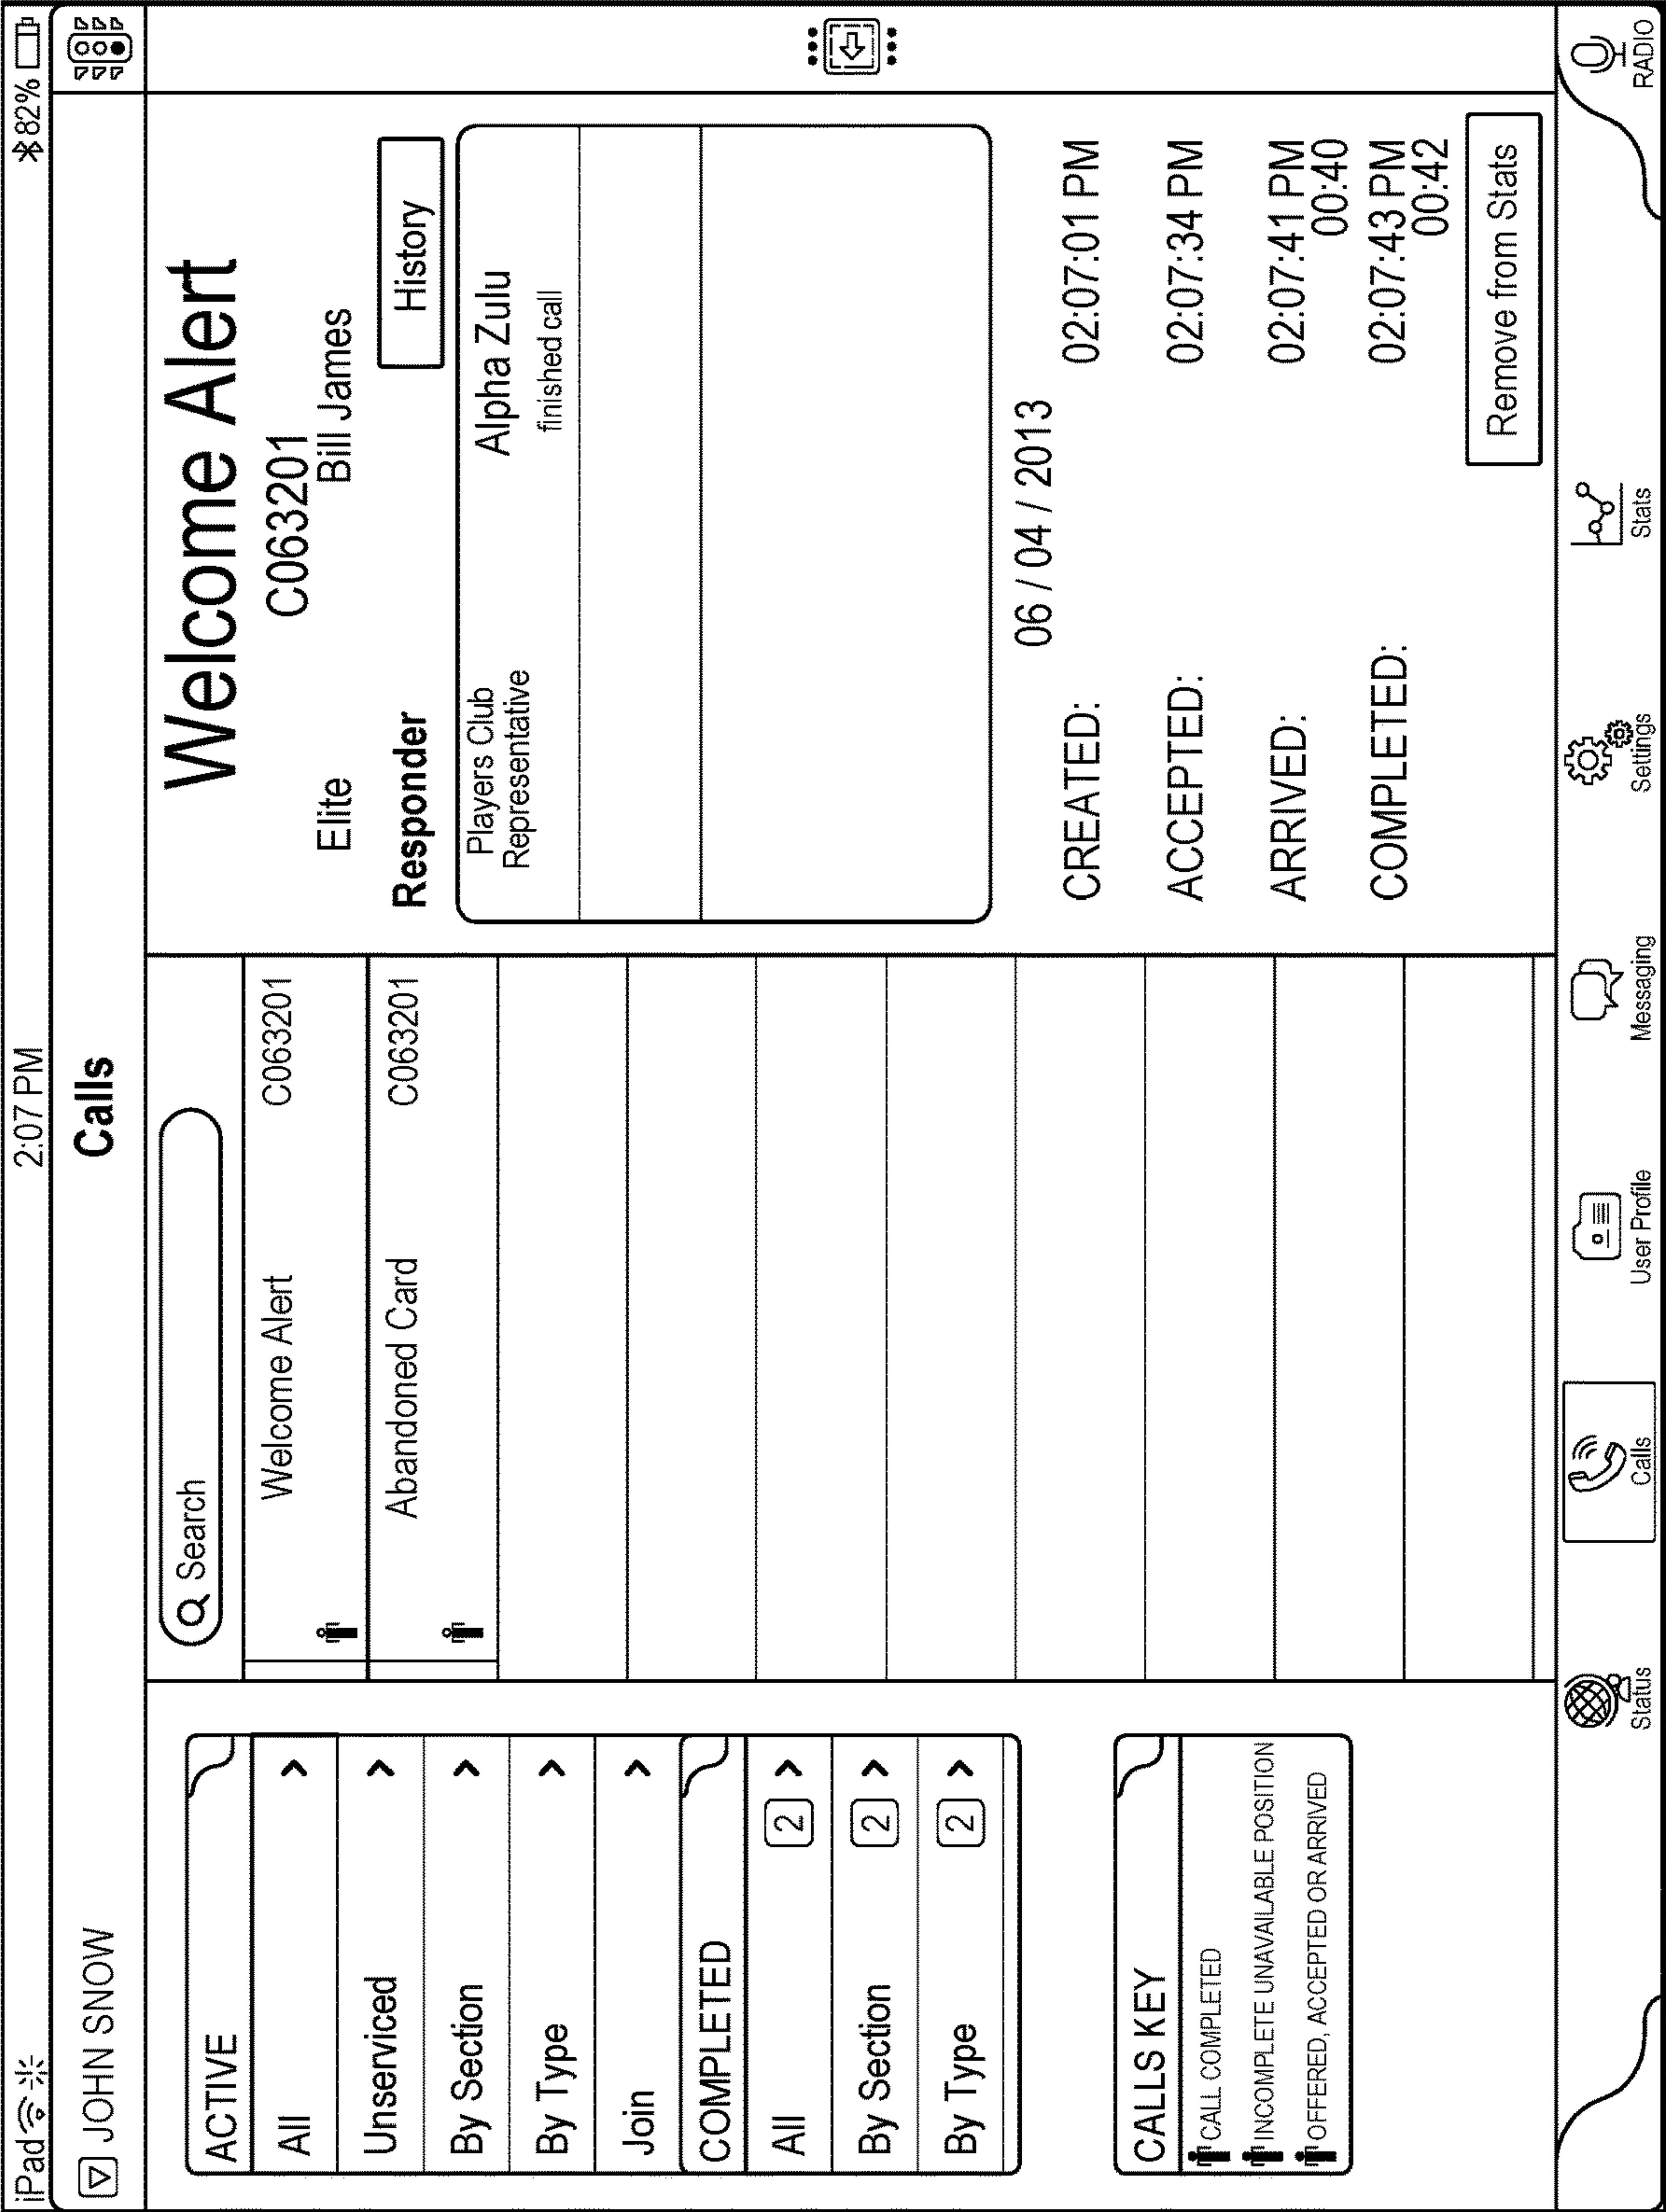 iPad 2:07 PM 82%
JOHN SNOW Calls
ACTIVE
All >
Unserviced >
By Section >
By Type >
Join >
COMPLETED
All 2 >
By Section 2 >
By Type 2 >
CALLS KEY
CALL COMPLETED
INCOMPLETE UNAVAILABLE POSITION
OFFERED, ACCEPTED OR ARRIVED
Search
Welcome Alert C063201
Abandoned Card C063201
Welcome Alert
C063201
Elite Bill James
Responder History
Players Club
Representative
Alpha Zulu
finished call
06 / 04 / 2013
CREATED: 02:07:01 PM
ACCEPTED: 02:07:34 PM
ARRIVED: 02:07:41 PM
00:40
COMPLETED: 02:07:43 PM
00:42
Remove from Stats
Status Calls User Profile Messaging Settings Stats RADIO